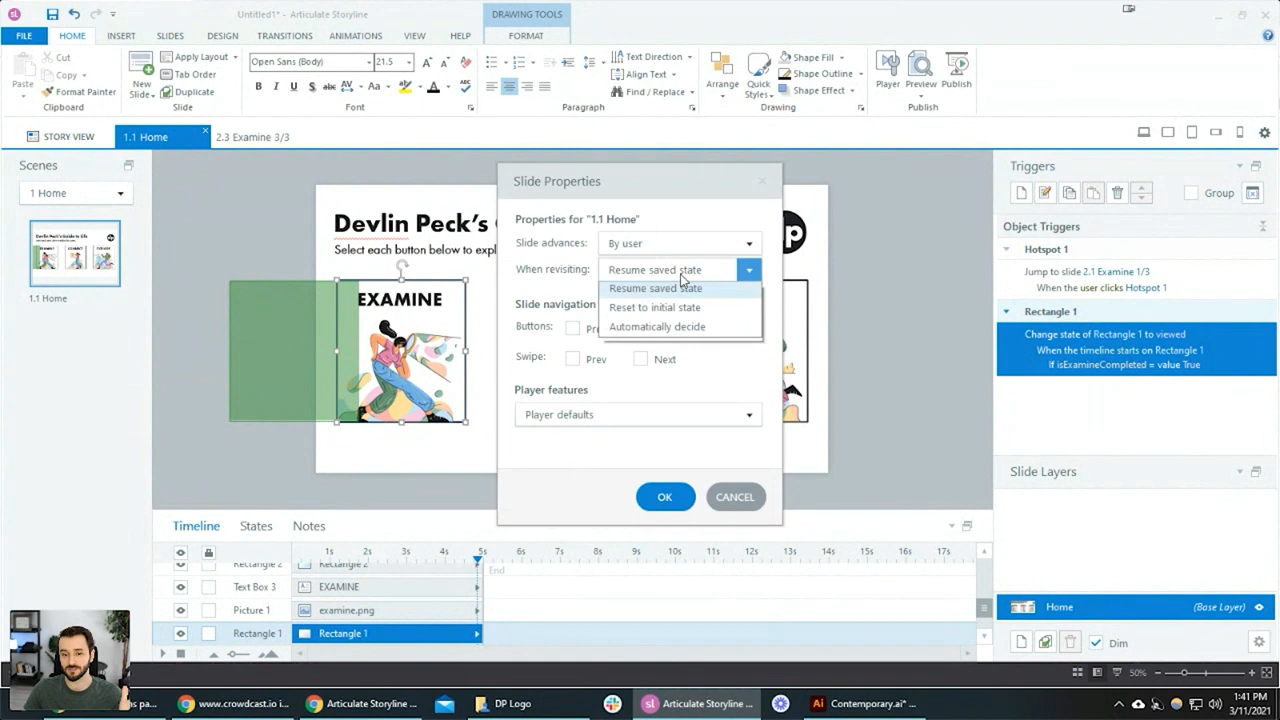 Untitled1* - Articulate Storyline
DRAWING TOOLS
FILE HOME INSERT SLIDES DESIGN TRANSITIONS ANIMATIONS VIEW HELP FORMAT
Paste
Cut
Copy
Format Painter
Clipboard
New Slide
Apply Layout
Tab Order
Duplicate
Slide
Open Sans (Body) 21.5
B I U S abc AV Aa A
Font
Text Direction
Align Text
Find / Replace
Paragraph
Arrange
Quick Styles
Shape Fill
Shape Outline
Shape Effect
Drawing
Player Preview Publish
Publish
STORY VIEW 1.1 Home 2.3 Examine 3/3
Scenes
1 Home
1.1 Home
Devlin Peck's
Select each button below to expl
EXAMINE
Slide Properties
Properties for "1.1 Home"
Slide advances: By user
When revisiting: Resume saved state
Resume saved state
Reset to initial state
Automatically decide
Slide navigation
Buttons:
Swipe: Prev Next
Player features
Player defaults
OK CANCEL
Triggers
Group
Object Triggers
Hotspot 1
Jump to slide 2.1 Examine 1/3
When the user clicks Hotspot 1
Rectangle 1
Change state of Rectangle 1 to viewed
When the timeline starts on Rectangle 1
If isExamineCompleted = value True
Slide Layers
Home (Base Layer)
Dim
Timeline States Notes
1s 2s 3s 4s 5s 6s 7s 8s 9s 10s 11s 12s 13s 14s 15s 16s 17s
End
Rectangle 2 Rectangle 2
Text Box 3 EXAMINE
Picture 1 examine.png
Rectangle 1 Rectangle 1
50%
as pa... www.crowdcast.io i... Articulate Storyline ... DP Logo Articulate Storyline ... Contemporary.ai* ...
1:41 PM
3/11/2021